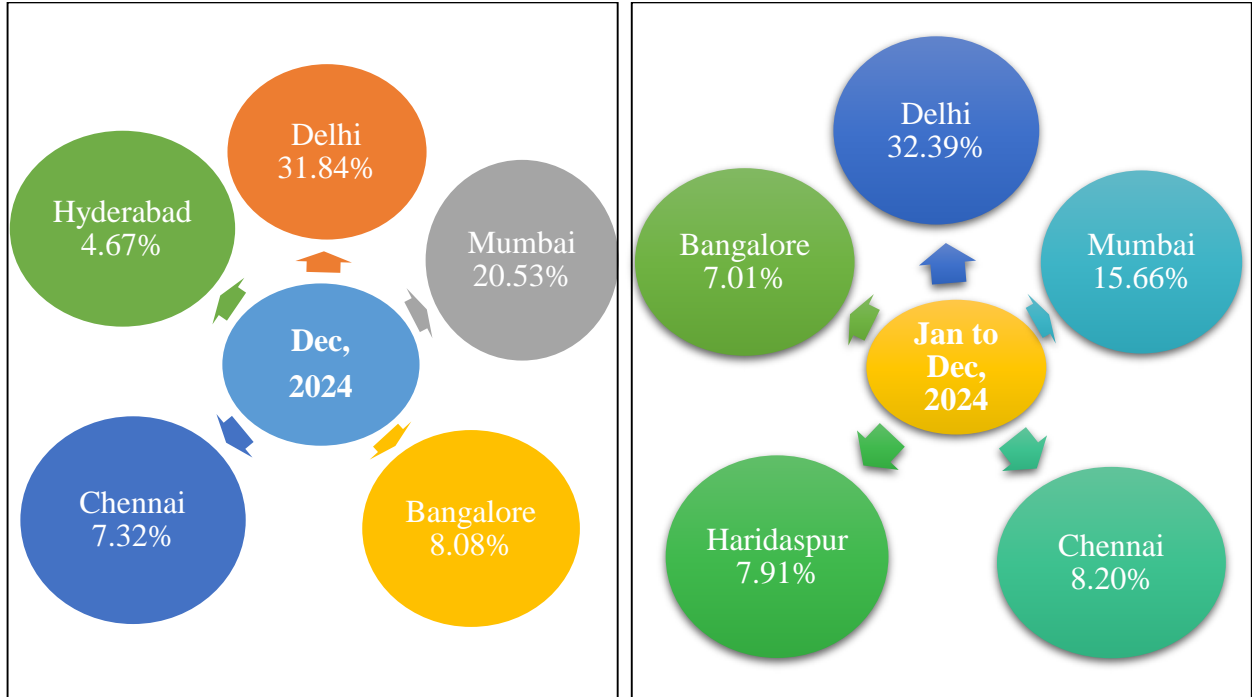 Delhi
31.84%
Mumbai
20.53%
Bangalore
8.08%
Chennai
7.32%
Hyderabad
4.67%
Dec,
2024
Delhi
32.39%
Mumbai
15.66%
Chennai
8.20%
Haridaspur
7.91%
Bangalore
7.01%
Jan to
Dec,
2024